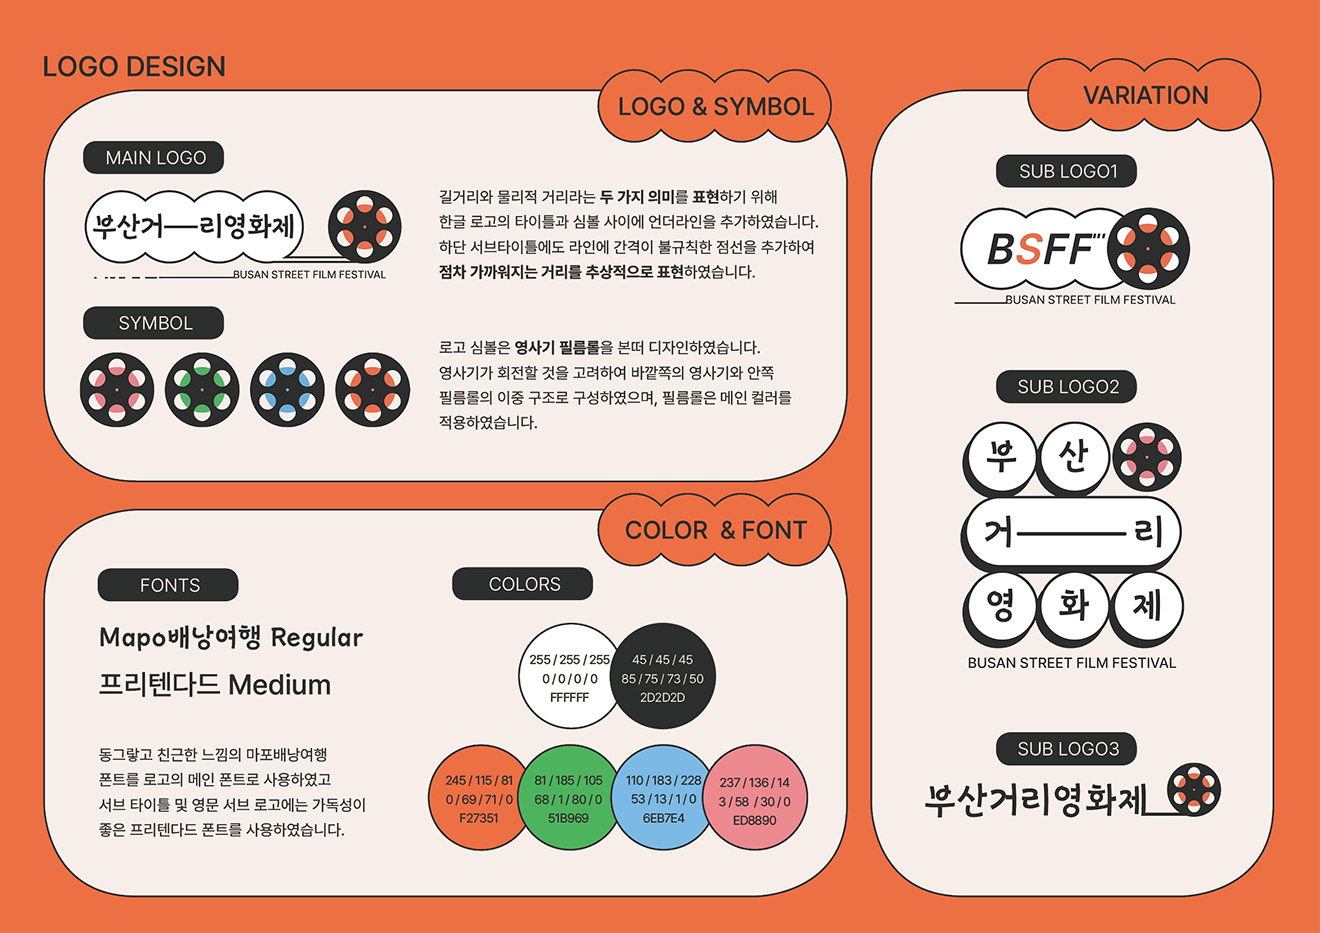 LOGO DESIGN
LOGO & SYMBOL
MAIN LOGO
부산거—리영화제
BUSAN STREET FILM FESTIVAL
길거리와 물리적 거리라는 두 가지 의미를 표현하기 위해
한글 로고의 타이틀과 심볼 사이에 언더라인을 추가하였습니다.
하단 서브타이틀에도 라인에 간격이 불규칙한 점선을 추가하여
점차 가까워지는 거리를 추상적으로 표현하였습니다.
SYMBOL
로고 심볼은 영사기 필름롤을 본떠 디자인하였습니다.
영사기가 회전할 것을 고려하여 바깥쪽의 영사기와 안쪽
필름롤의 이중 구조로 구성하였으며, 필름롤은 메인 컬러를
적용하였습니다.
COLOR & FONT
FONTS
Mapo배낭여행 Regular
프리텐다드 Medium
동그랗고 친근한 느낌의 마포배낭여행
폰트를 로고의 메인 폰트로 사용하였고
서브 타이틀 및 영문 서브 로고에는 가독성이
좋은 프리텐다드 폰트를 사용하였습니다.
COLORS
255 / 255 / 255
0 / 0 / 0 / 0
FFFFFF
45 / 45 / 45
85 / 75 / 73 / 50
2D2D2D
245 / 115 / 81
0 / 69 / 71 / 0
F27351
81 / 185 / 105
68 / 1 / 80 / 0
51B969
110 / 183 / 228
53 / 13 / 1 / 0
6EB7E4
237 / 136 / 14
3 / 58 / 30 / 0
ED8890
VARIATION
SUB LOGO1
BSFF
BUSAN STREET FILM FESTIVAL
SUB LOGO2
부산
거—리
영화제
BUSAN STREET FILM FESTIVAL
SUB LOGO3
부산거리영화제